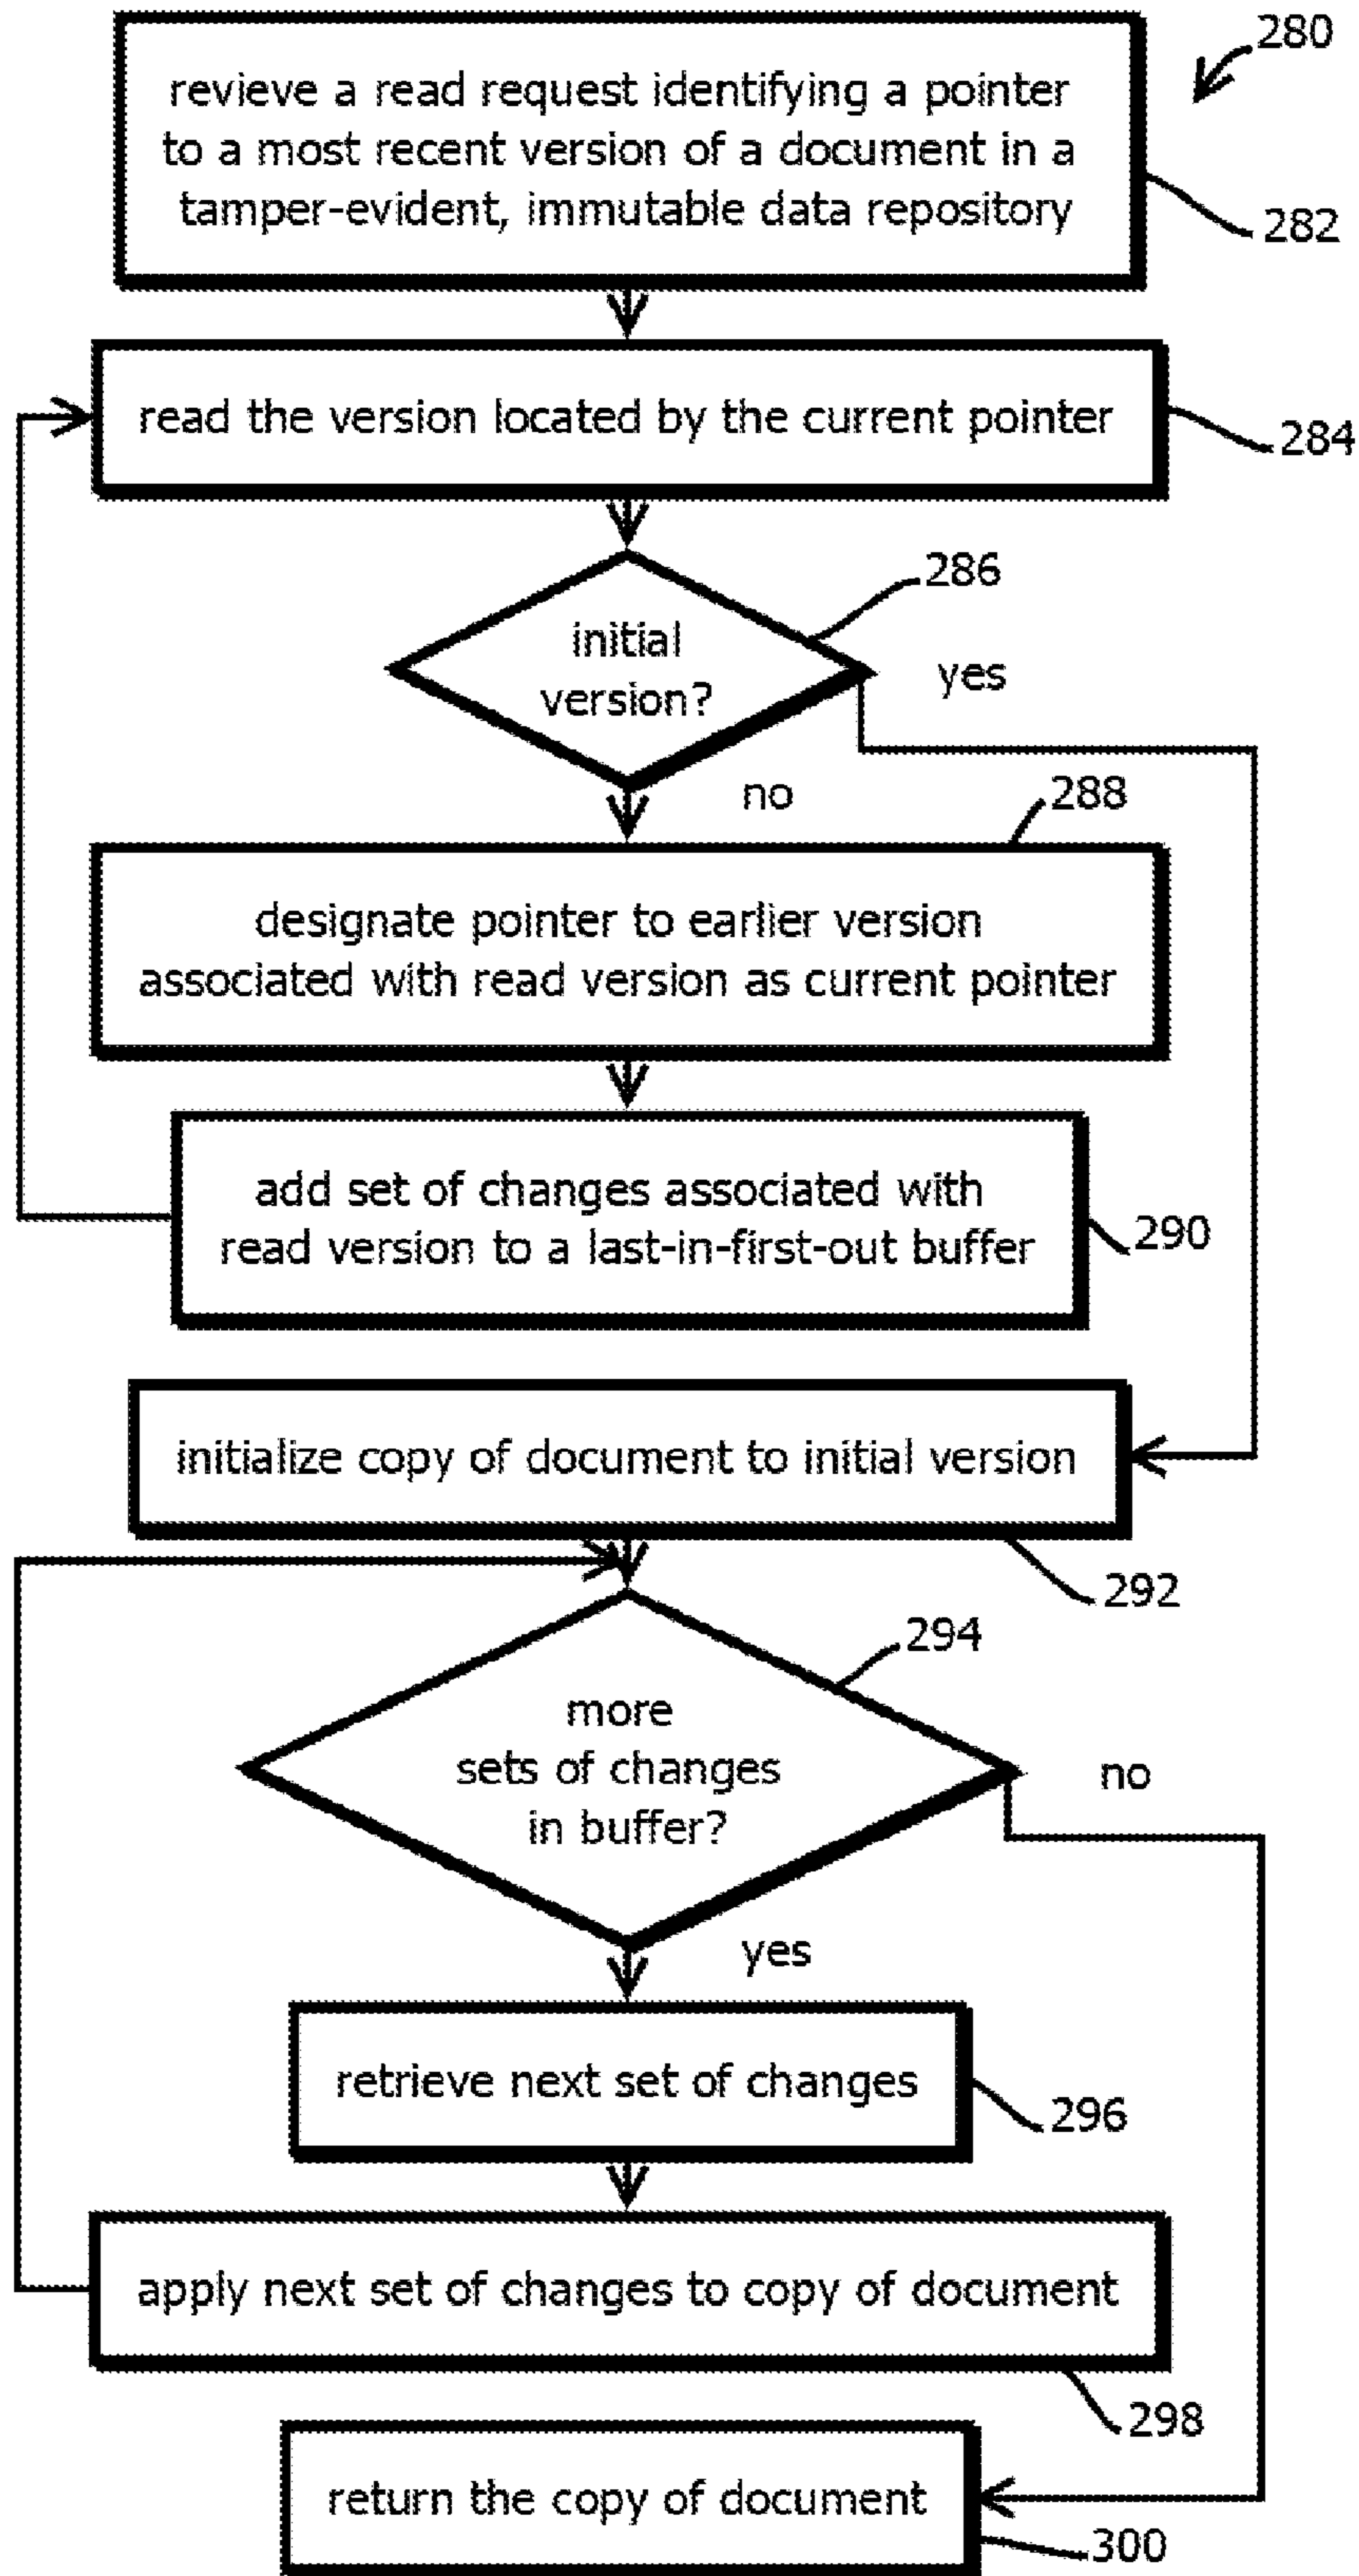 280
revieve a read request identifying a pointer
to a most recent version of a document in a
tamper-evident, immutable data repository
282
read the version located by the current pointer
284
286
initial
version?
yes
no
288
designate pointer to earlier version
associated with read version as current pointer
add set of changes associated with
read version to a last-in-first-out buffer
290
initialize copy of document to initial version
292
294
more
sets of changes
in buffer?
no
yes
retrieve next set of changes
296
apply next set of changes to copy of document
298
return the copy of document
300